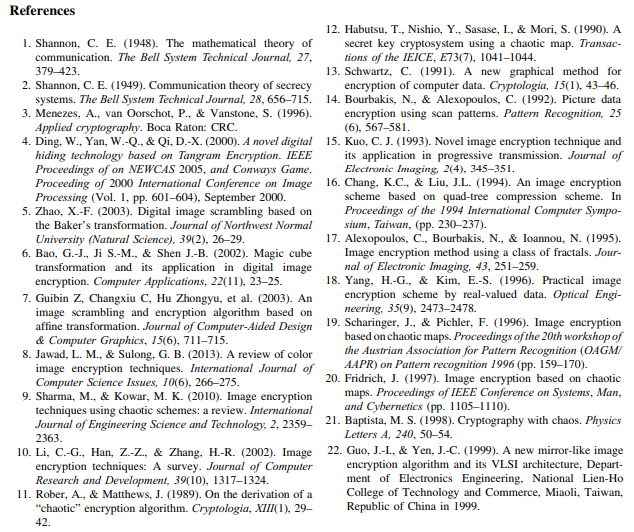 References
1. Shannon, C. E. (1948). The mathematical theory of
communication. The Bell System Technical Journal, 27,
379–423.
2. Shannon, C. E. (1949). Communication theory of secrecy
systems. The Bell System Technical Journal, 28, 656–715.
3. Menezes, A., van Oorschot, P., & Vanstone, S. (1996).
Applied cryptography. Boca Raton: CRC.
4. Ding, W., Yan, W.-Q., & Qi, D.-X. (2000). A novel digital
hiding technology based on Tangram Encryption. IEEE
Proceedings of on NEWCAS 2005, and Conways Game.
Proceeding of 2000 International Conference on Image
Processing (Vol. 1, pp. 601–604), September 2000.
5. Zhao, X.-F. (2003). Digital image scrambling based on
the Baker's transformation. Journal of Northwest Normal
University (Natural Science), 39(2), 26–29.
6. Bao, G.-J., Ji S.-M., & Shen J.-B. (2002). Magic cube
transformation and its application in digital image
encryption. Computer Applications, 22(11), 23–25.
7. Guibin Z, Changxiu C, Hu Zhongyu, et al. (2003). An
image scrambling and encryption algorithm based on
affine transformation. Journal of Computer-Aided Design
& Computer Graphics, 15(6), 711–715.
8. Jawad, L. M., & Sulong, G. B. (2013). A review of color
image encryption techniques. International Journal of
Computer Science Issues, 10(6), 266–275.
9. Sharma, M., & Kowar, M. K. (2010). Image encryption
techniques using chaotic schemes: a review. International
Journal of Engineering Science and Technology, 2, 2359–
2363.
10. Li, C.-G., Han, Z.-Z., & Zhang, H.-R. (2002). Image
encryption techniques: A survey. Journal of Computer
Research and Development, 39(10), 1317–1324.
11. Rober, A., & Matthews, J. (1989). On the derivation of a
“chaotic” encryption algorithm. Cryptologia, XIII(1), 29–
42.
12. Habutsu, T., Nishio, Y., Sasase, I., & Mori, S. (1990). A
secret key cryptosystem using a chaotic map. Transac-
tions of the IEICE, E73(7), 1041–1044.
13. Schwartz, C. (1991). A new graphical method for
encryption of computer data. Cryptologia, 15(1), 43–46.
14. Bourbakis, N., & Alexopoulos, C. (1992). Picture data
encryption using scan patterns. Pattern Recognition, 25
(6), 567–581.
15. Kuo, C. J. (1993). Novel image encryption technique and
its application in progressive transmission. Journal of
Electronic Imaging, 2(4), 345–351.
16. Chang, K.C., & Liu, J.L. (1994). An image encryption
scheme based on quad-tree compression scheme. In
Proceedings of the 1994 International Computer Sympo-
sium, Taiwan, (pp. 230–237).
17. Alexopoulos, C., Bourbakis, N., & Ioannou, N. (1995).
Image encryption method using a class of fractals. Jour-
nal of Electronic Imaging, 43, 251–259.
18. Yang, H.-G., & Kim, E.-S. (1996). Practical image
encryption scheme by real-valued data. Optical Engi-
neering, 35(9), 2473–2478.
19. Scharinger, J., & Pichler, F. (1996). Image encryption
based on chaotic maps. Proceedings of the 20th workshop of
the Austrian Association for Pattern Recognition (OAGM/
AAPR) on Pattern recognition 1996 (pp. 159–170).
20. Fridrich, J. (1997). Image encryption based on chaotic
maps. Proceedings of IEEE Conference on Systems, Man,
and Cybernetics (pp. 1105–1110).
21. Baptista, M. S. (1998). Cryptography with chaos. Physics
Letters A, 240, 50–54.
22. Guo, J.-I., & Yen, J.-C. (1999). A new mirror-like image
encryption algorithm and its VLSI architecture, Depart-
ment of Electronics Engineering, National Lien-Ho
College of Technology and Commerce, Miaoli, Taiwan,
Republic of China in 1999.